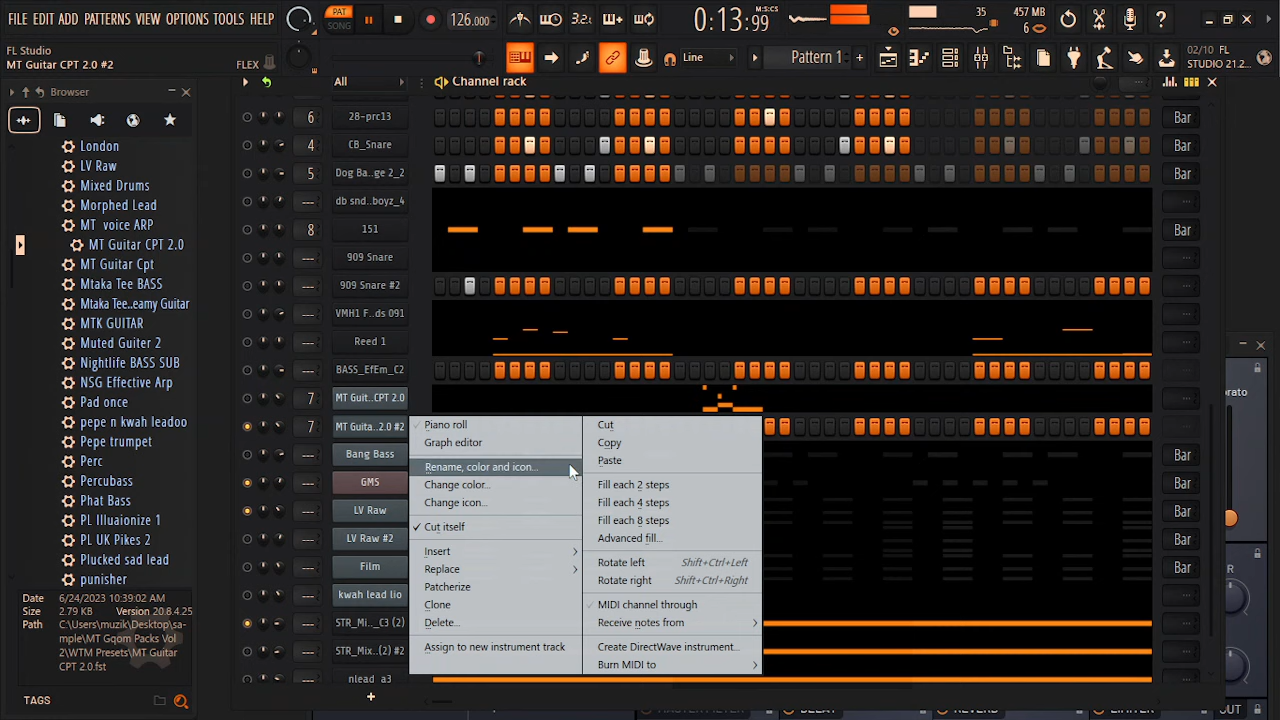 FILE EDIT ADD PATTERNS VIEW OPTIONS TOOLS HELP
PAT
SONG
126.000
3.2.
0:13:99
M:S:CS
35
457 MB
6
FL Studio
MT Guitar CPT 2.0 #2
FLEX
Line
Pattern 1
02/10 FL
STUDIO 21.2...
Browser
All
Channel rack
London
LV Raw
Mixed Drums
Morphed Lead
MT voice ARP
MT Guitar CPT 2.0
MT Guitar Cpt
Mtaka Tee BASS
Mtaka Tee..eamy Guitar
MTK GUITAR
Muted Guiter 2
Nightlife BASS SUB
NSG Effective Arp
Pad once
pepe n kwah leadoo
Pepe trumpet
Perc
Percubass
Phat Bass
PL Illuaionize 1
PL UK Pikes 2
Plucked sad lead
punisher
Date 6/24/2023 10:39:02 AM
Size 2.79 KB Version 20.8.4.25
Path C:\Users\muzik\Desktop\sa-
mple\MT Gqom Packs Vol
2\WTM Presets\MT Guitar
CPT 2.0.fst
TAGS
6 28-prc13 Bar
4 CB_Snare Bar
5 Dog Ba..ge 2_2 Bar
--- db snd..boyz_4 ...
8 151 Bar
--- 909 Snare ...
--- 909 Snare #2 Bar
--- VMH1 F..ds 091 ...
--- Reed 1 Bar
--- BASS_EfEm_C2
7 MT Guit..CPT 2.0 ...
7 MT Guita..2.0 #2 Bar
--- Bang Bass ...
--- GMS ...
--- LV Raw ...
--- LV Raw #2 ...
--- Film ...
--- kwah lead lio ...
--- STR_Mi.._C3 (2) Bar
--- STR_Mix..(2) #2 Bar
--- nlead_a3 Bar
Piano roll
Graph editor
Rename, color and icon...
Change color...
Change icon...
Cut itself
Insert
Replace
Patcherize
Clone
Delete...
Assign to new instrument track
Cut
Copy
Paste
Fill each 2 steps
Fill each 4 steps
Fill each 8 steps
Advanced fill...
Rotate left Shift+Ctrl+Left
Rotate right Shift+Ctrl+Right
MIDI channel through
Receive notes from
Create DirectWave instrument...
Burn MIDI to
MASTER FILTER
DELAY
REVERB
LIMITER
OUT